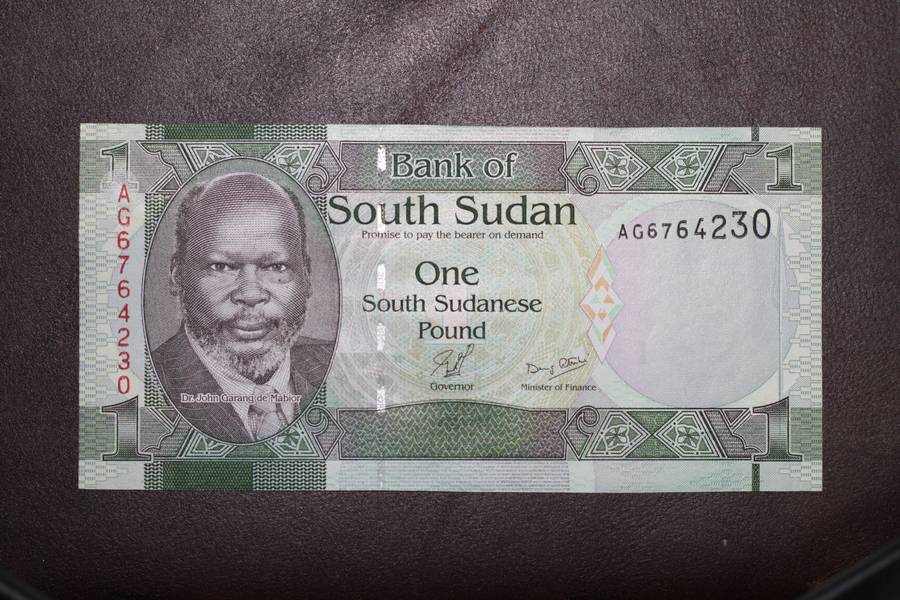 1
Bank of
1
South Sudan
Promise to pay the bearer on demand
AG6764230
AG6764230
One
South Sudanese
Pound
Governor
Minister of Finance
Dr. John Garang de Mabior
1
1